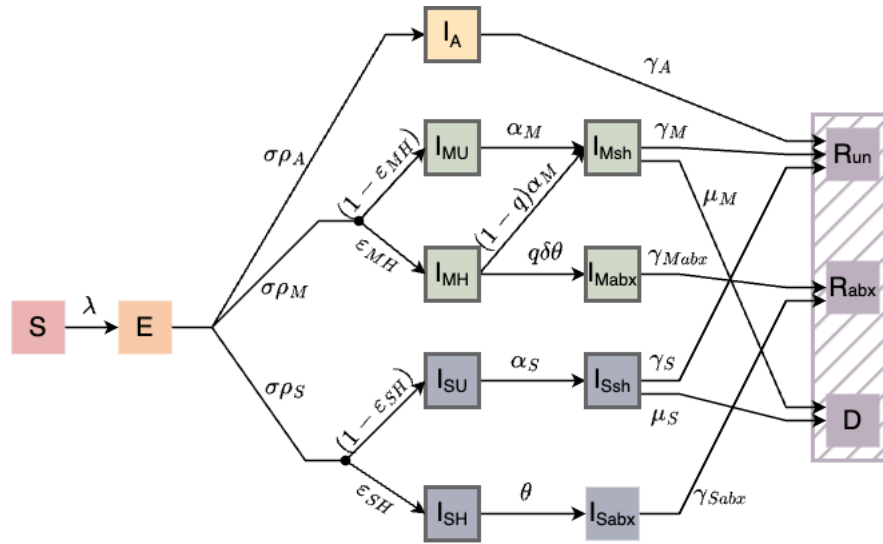 I_A
γ_A
σρ_A
(1 − ε_MH)
I_MU
α_M
I_Msh
γ_M
R_un
μ_M
(1 − q)α_M
ε_MH
I_MH
qδθ
I_Mabx
γ_Mabx
R_abx
σρ_M
S
λ
E
σρ_S
(1 − ε_SH)
I_SU
α_S
I_Ssh
γ_S
μ_S
D
ε_SH
I_SH
θ
I_Sabx
γ_Sabx